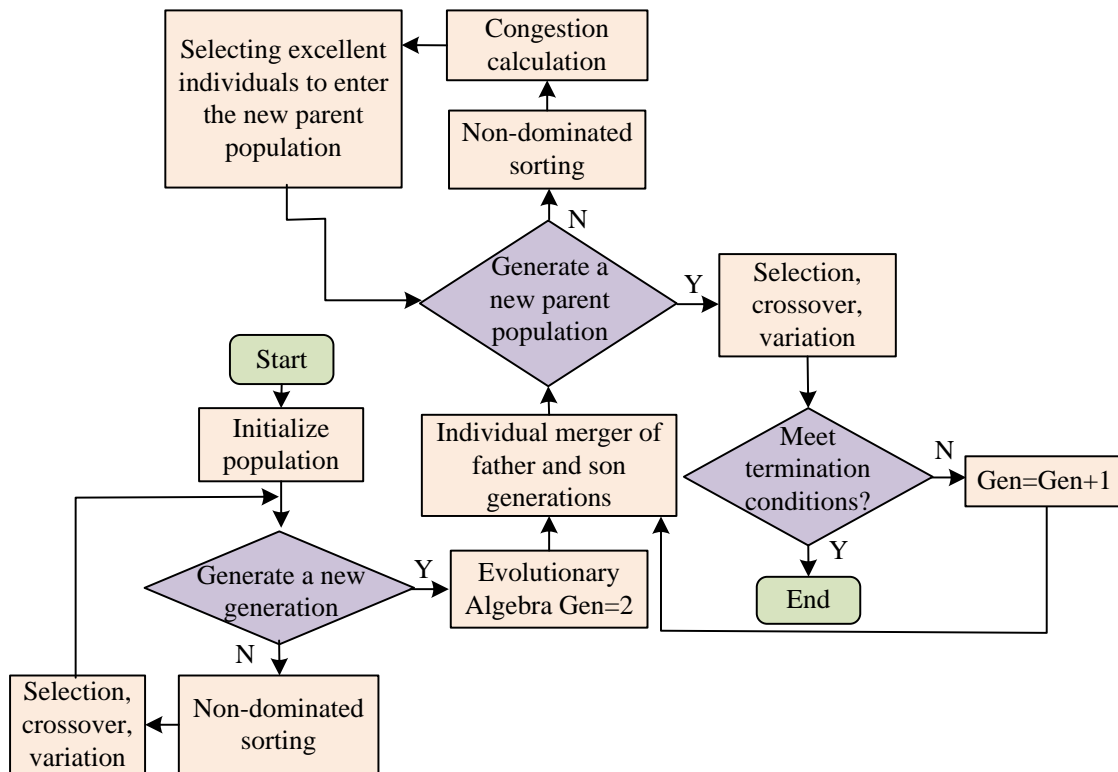 Selecting excellent
individuals to enter
the new parent
population
Congestion
calculation
Non-dominated
sorting
N
Generate a
new parent
population
Y
Selection,
crossover,
variation
Start
Initialize
population
Individual merger of
father and son
generations
Meet
termination
conditions?
N
Gen=Gen+1
Y
End
Generate a new
generation
Y
Evolutionary
Algebra Gen=2
N
Selection,
crossover,
variation
Non-dominated
sorting